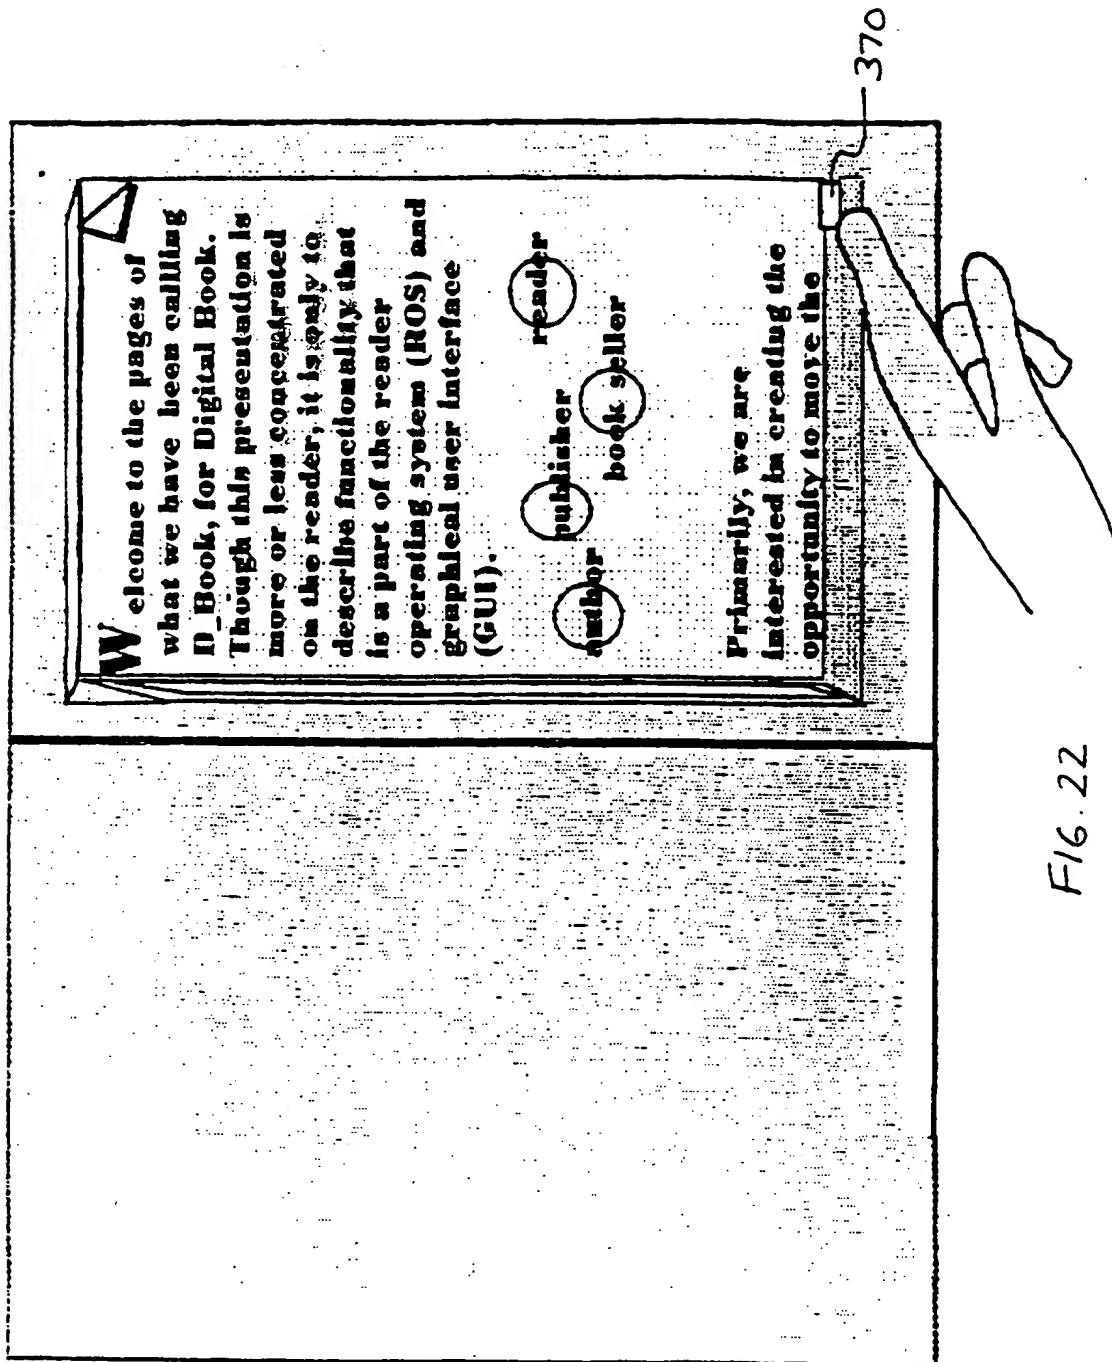 Welcome to the pages of
what we have been callling
D_Book, for Digital Book.
Though this presentation is
more or less concentrated
on the reader, it is only to
describe functionality that
is a part of the reader
operating system (ROS) and
graphical user interface
(GUI).
reader
publisher
book seller
author
Primarily, we are
interested in creating the
opportunity to move the
370
FIG. 22